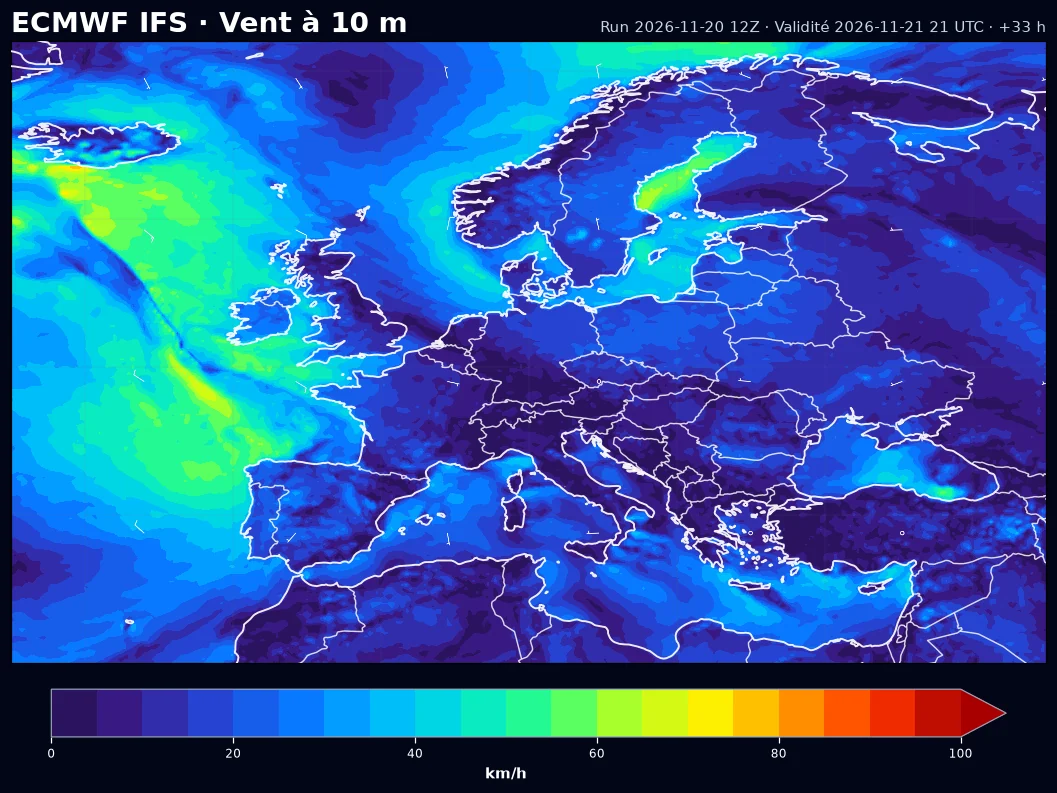 ECMWF IFS · Vent à 10 m
Run 2026-11-20 12Z · Validité 2026-11-21 21 UTC · +33 h
0 20 40 60 80 100
km/h